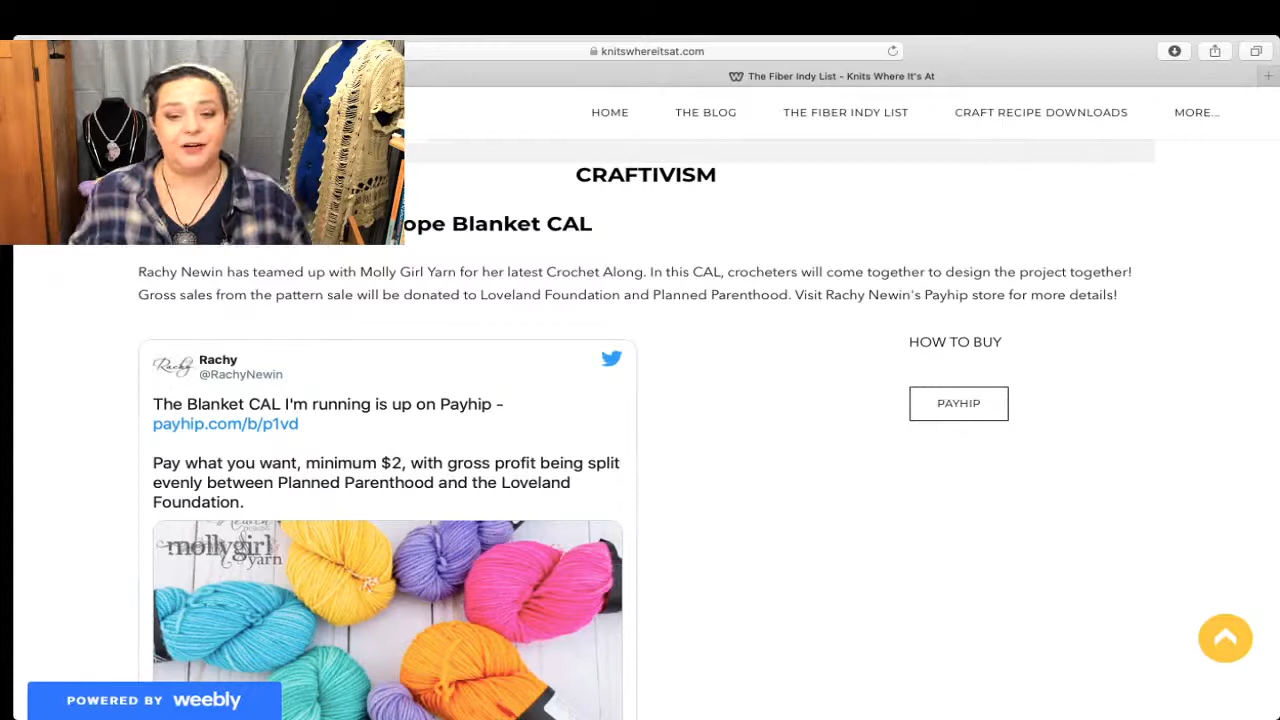 knitswhereitsat.com
The Fiber Indy List - Knits Where It's At
HOME THE BLOG THE FIBER INDY LIST CRAFT RECIPE DOWNLOADS MORE...
CRAFTIVISM
ope Blanket CAL
Rachy Newin has teamed up with Molly Girl Yarn for her latest Crochet Along. In this CAL, crocheters will come together to design the project together!
Gross sales from the pattern sale will be donated to Loveland Foundation and Planned Parenthood. Visit Rachy Newin's Payhip store for more details!
HOW TO BUY
PAYHIP
Rachy
Rachy
@RachyNewin
The Blanket CAL I'm running is up on Payhip -
payhip.com/b/p1vd
Pay what you want, minimum $2, with gross profit being split
evenly between Planned Parenthood and the Loveland
Foundation.
mollygirl
yarn
POWERED BY weebly